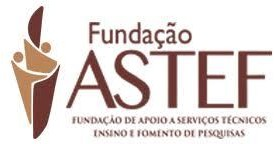 Fundação
ASTEF
FUNDAÇÃO DE APOIO A SERVIÇOS TÉCNICOS
ENSINO E FOMENTO DE PESQUISAS